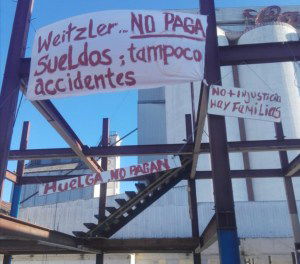 Weitzler... NO PAGA
Sueldos; tampoco
accidentes
NO + INJUSTICIA
HAY FAMILIAS
HUELGA... NO PAGAN